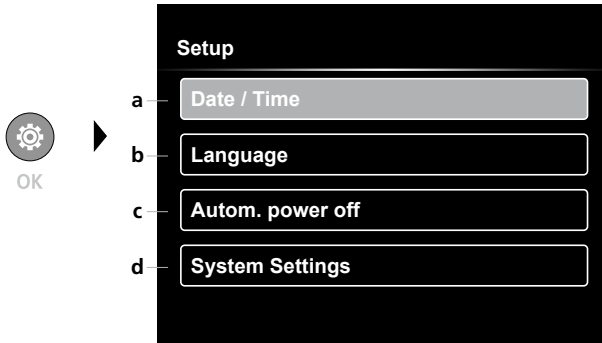 Setup
a Date / Time
b Language
OK
c Autom. power off
d System Settings